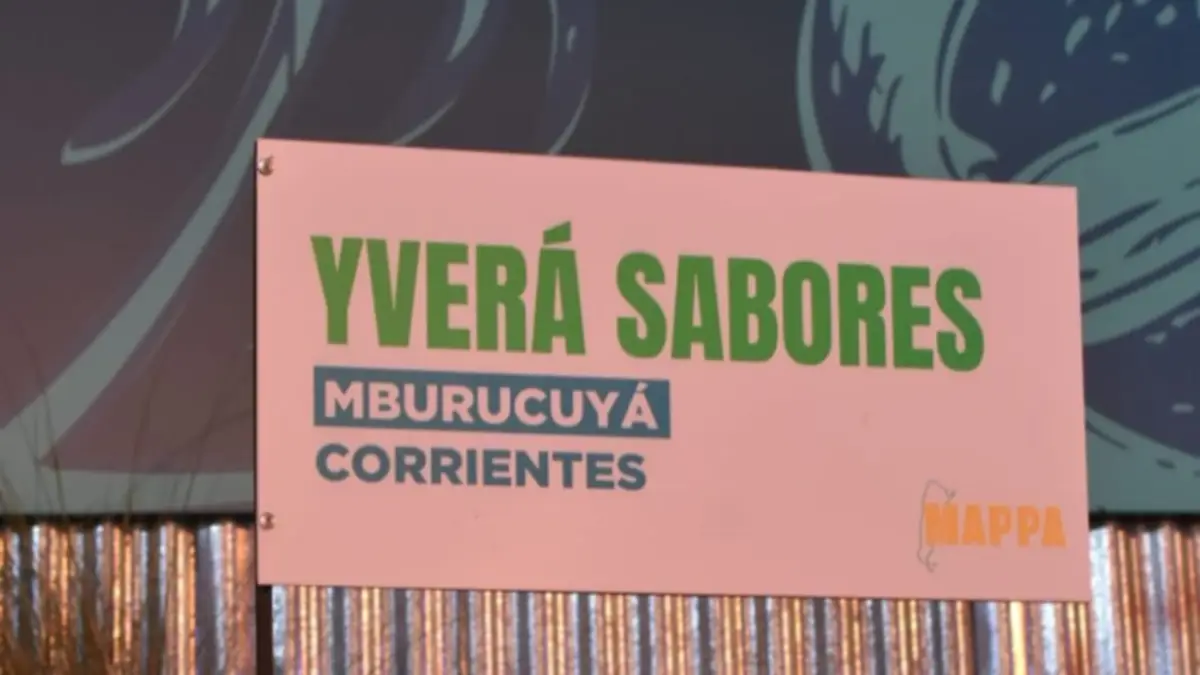 YVERÁ SABORES
MBURUCUYÁ
CORRIENTES
MAPPA